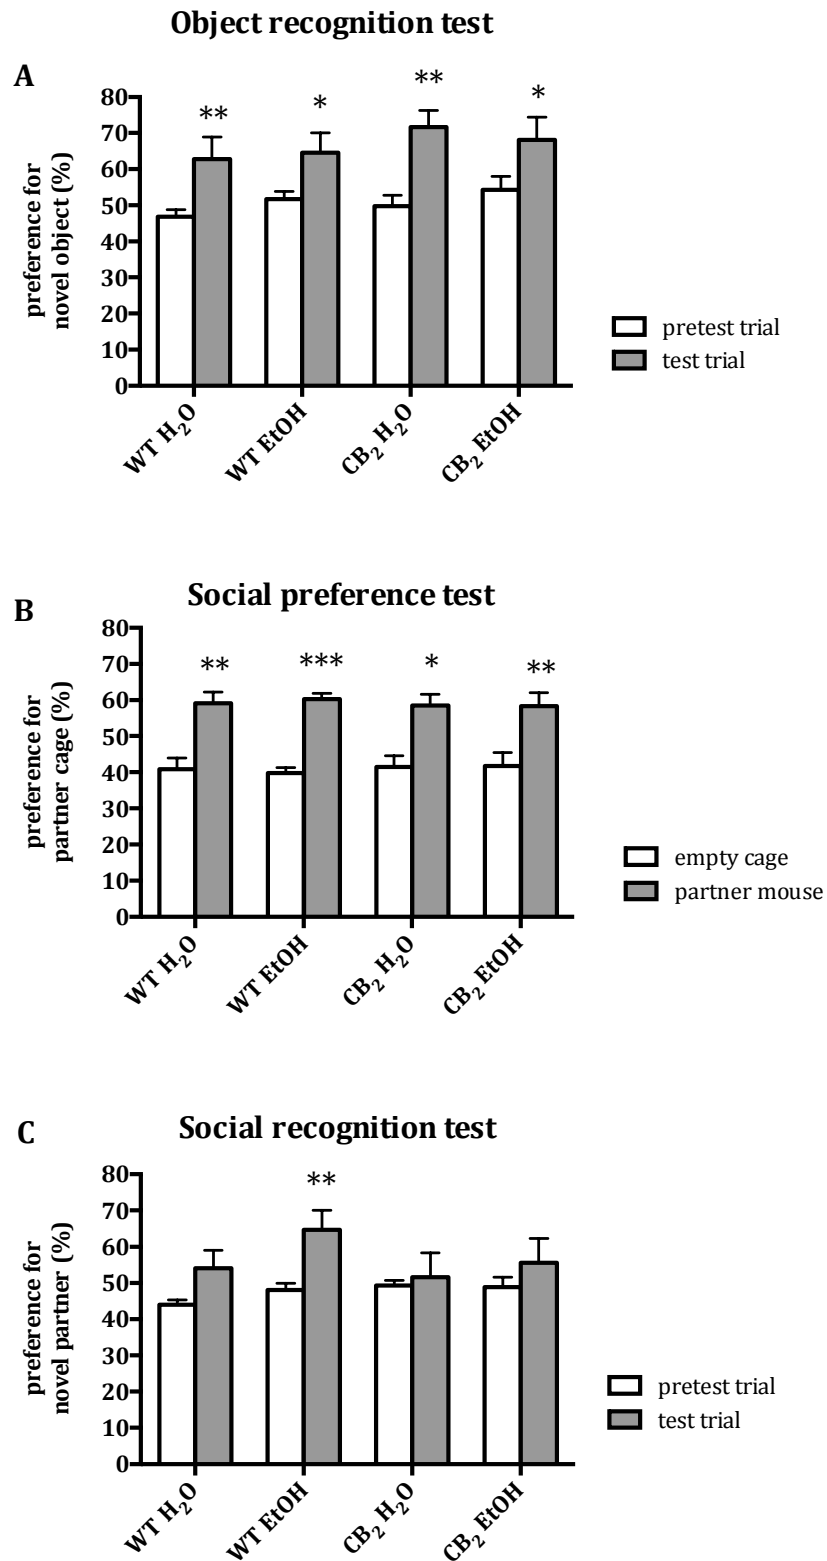 Object recognition test
A
80
70
60
50
40
30
20
10
0
preference for
novel object (%)
** * ** *
WT H₂O
WT EtOH
CB₂ H₂O
CB₂ EtOH
pretest trial
test trial
Social preference test
B
80
70
60
50
40
30
20
10
0
preference for
partner cage (%)
** *** * **
WT H₂O
WT EtOH
CB₂ H₂O
CB₂ EtOH
empty cage
partner mouse
Social recognition test
C
80
70
60
50
40
30
20
10
0
preference for
novel partner (%)
**
WT H₂O
WT EtOH
CB₂ H₂O
CB₂ EtOH
pretest trial
test trial